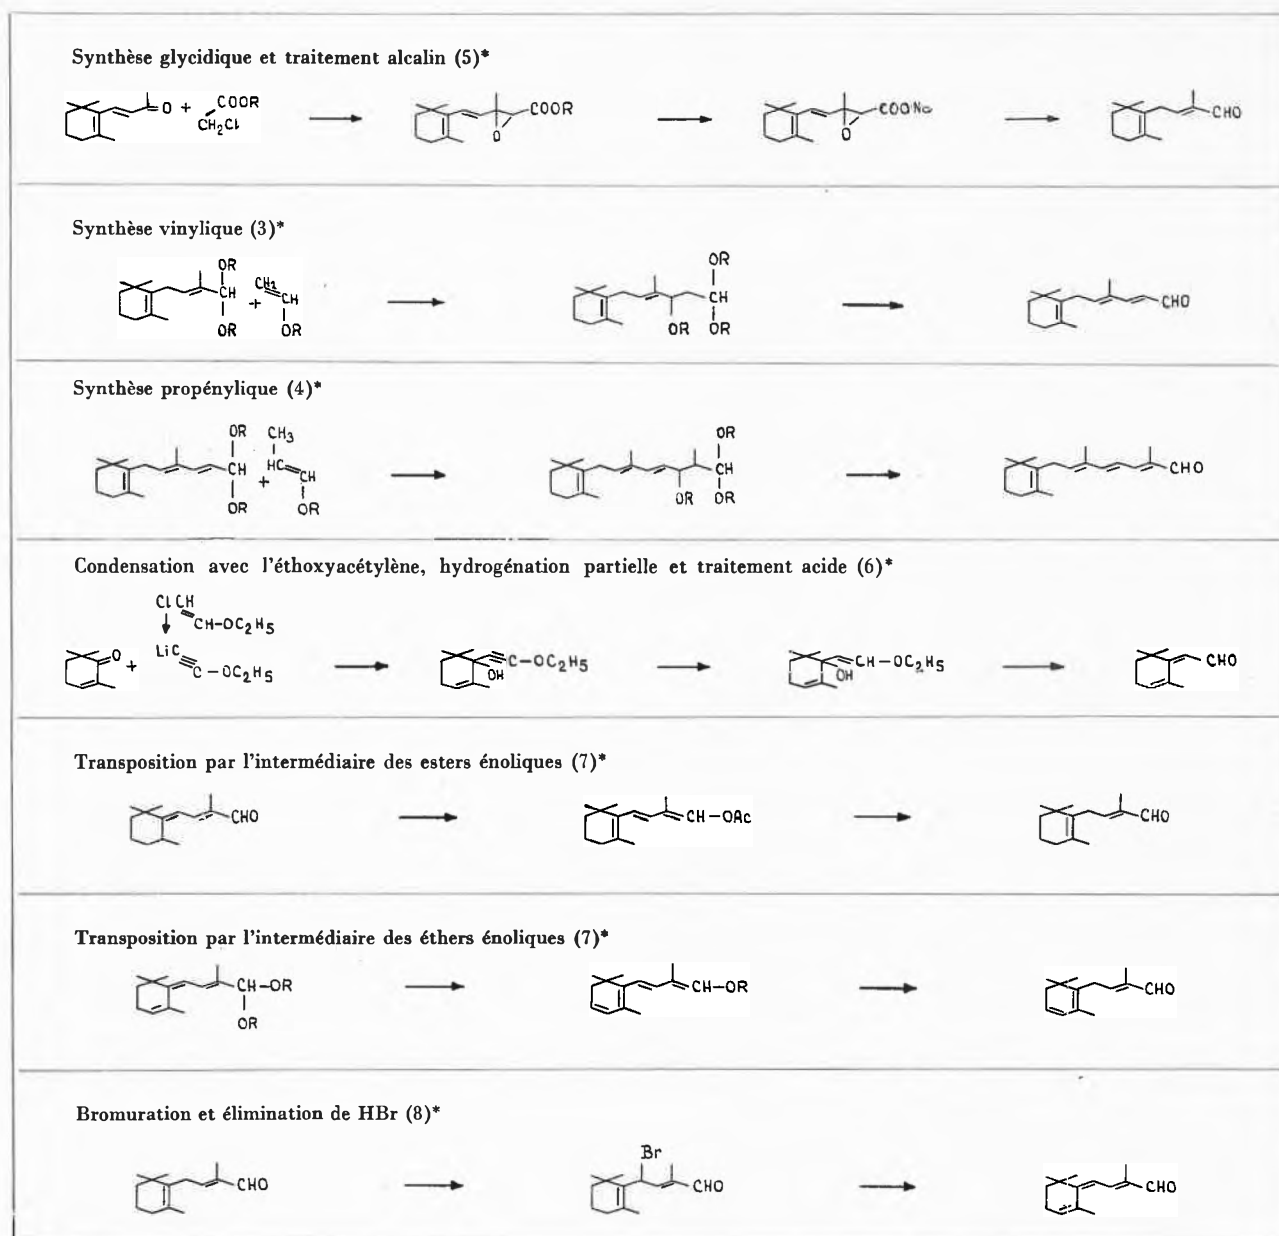 Synthèse glycidique et traitement alcalin (5)*
O + COOR
CH2Cl
COOR
O
COONa
O
CHO
Synthèse vinylique (3)*
OR
CH
OR
+
CH2
CH
OR
OR
CH
OR OR
CHO
Synthèse propénylique (4)*
OR
CH
OR
+
CH3
HC
CH
OR
OR
CH
OR OR
CHO
Condensation avec l'éthoxyacétylène, hydrogénation partielle et traitement acide (6)*
Cl CH
CH-OC2H5
O +
LiC
C-OC2H5
C-OC2H5
OH
CH-OC2H5
OH
CHO
Transposition par l'intermédiaire des esters énoliques (7)*
CHO
CH-OAc
CHO
Transposition par l'intermédiaire des éthers énoliques (7)*
CH-OR
OR
CH-OR
CHO
Bromuration et élimination de HBr (8)*
CHO
Br
CHO
CHO